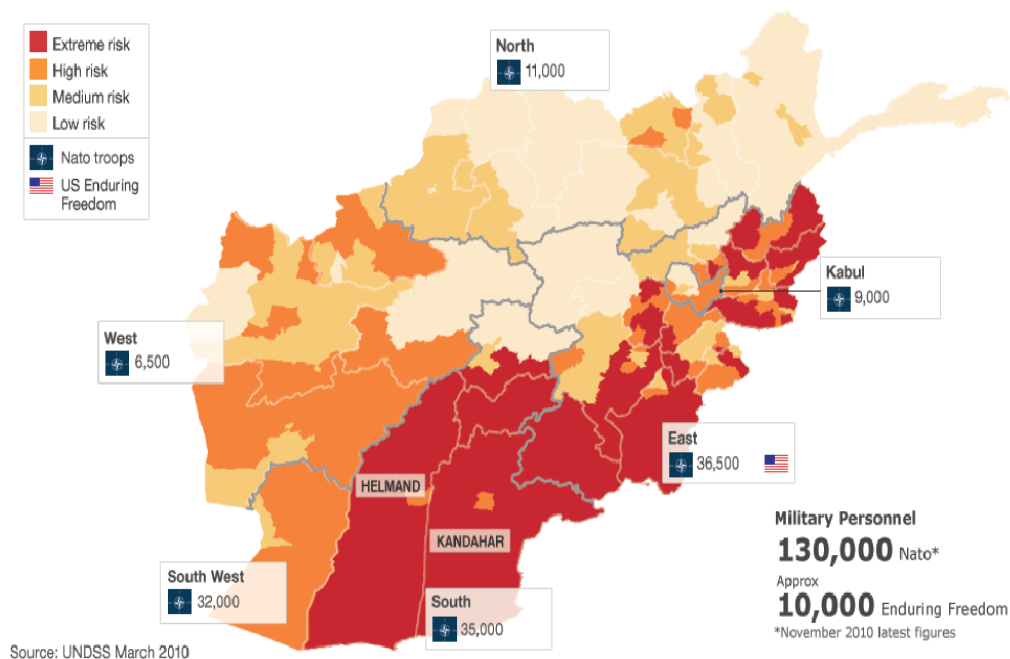 Extreme risk
High risk
Medium risk
Low risk
Nato troops
US Enduring
Freedom
North
11,000
Kabul
9,000
West
6,500
East
36,500
HELMAND
KANDAHAR
South West
32,000
South
35,000
Military Personnel
130,000 Nato*
Approx
10,000 Enduring Freedom
*November 2010 latest figures
Source: UNDSS March 2010